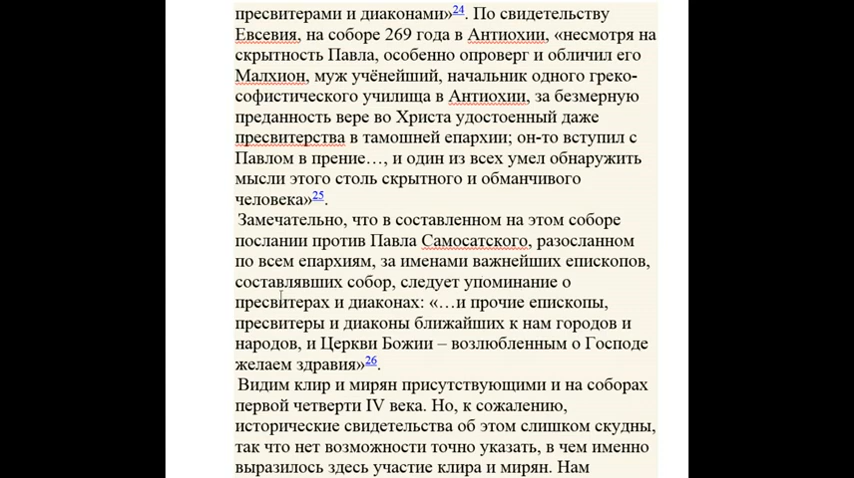 пресвитерами и диаконами»24. По свидетельству
Евсевия, на соборе 269 года в Антиохии, «несмотря на
скрытность Павла, особенно опроверг и обличил его
Малхион, муж учёнейший, начальник одного греко-
софистического училища в Антиохии, за безмерную
преданность вере во Христа удостоенный даже
пресвитерства в тамошней епархии; он-то вступил с
Павлом в прение…, и один из всех умел обнаружить
мысли этого столь скрытного и обманчивого
человека»25.
Замечательно, что в составленном на этом соборе
послании против Павла Самосатского, разосланном
по всем епархиям, за именами важнейших епископов,
составлявших собор, следует упоминание о
пресвитерах и диаконах: «…и прочие епископы,
пресвитеры и диаконы ближайших к нам городов и
народов, и Церкви Божии – возлюбленным о Господе
желаем здравия»26.
Видим клир и мирян присутствующими и на соборах
первой четверти IV века. Но, к сожалению,
исторические свидетельства об этом слишком скудны,
так что нет возможности точно указать, в чем именно
выразилось здесь участие клира и мирян. Нам